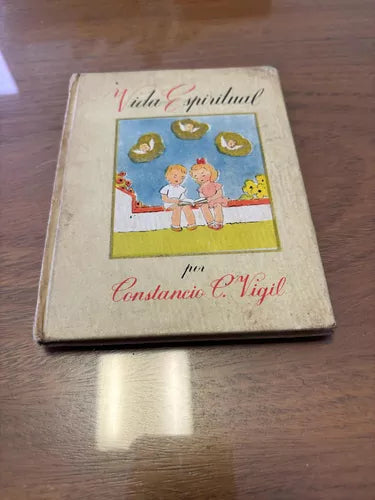 Vida Espiritual
por
Constancio C. Vigil